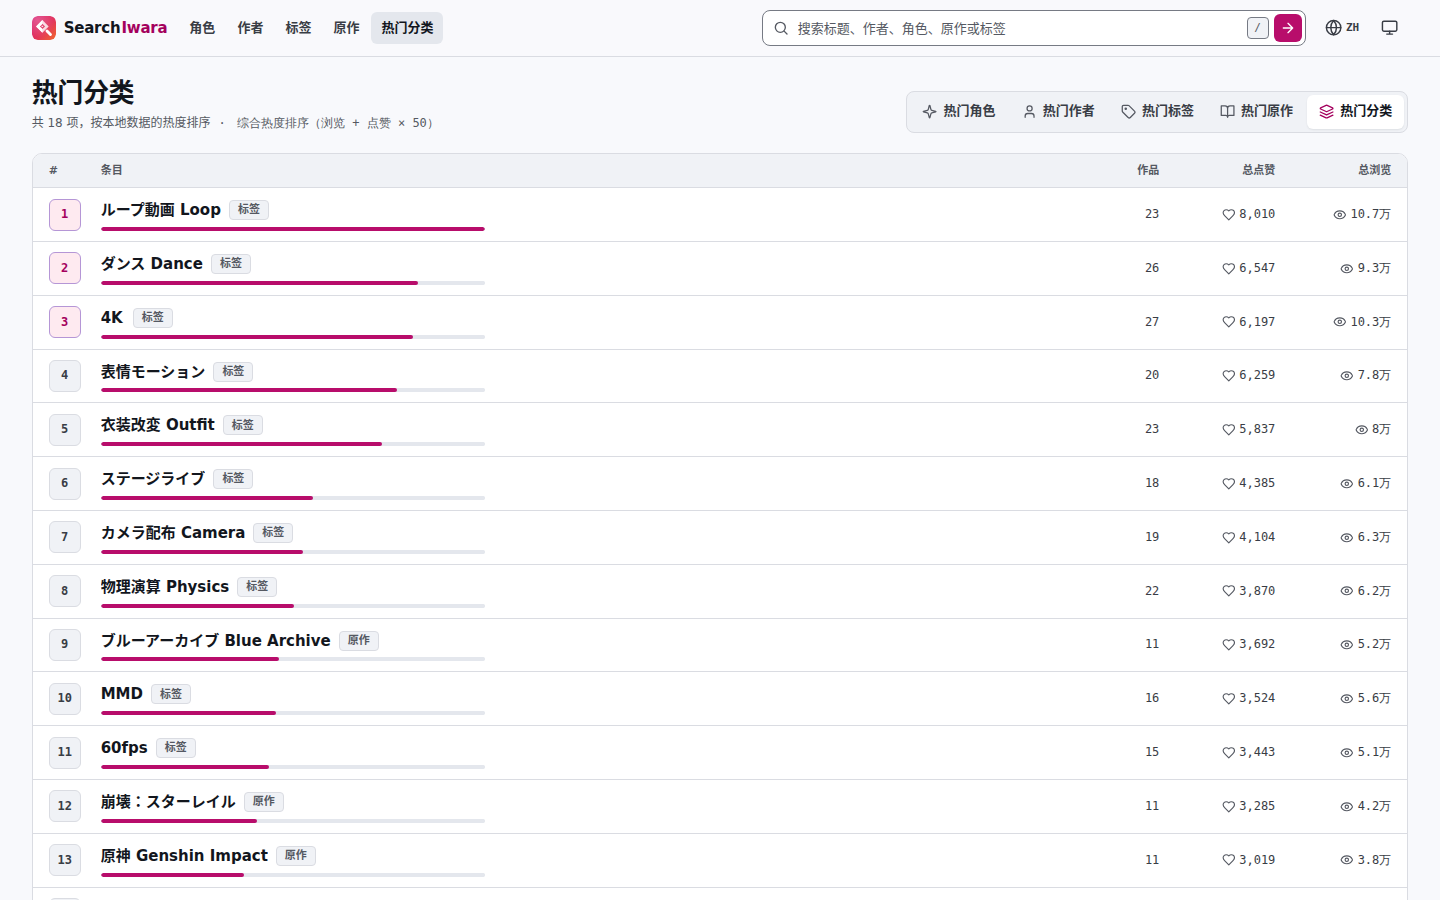 SearchIwara 角色 作者 标签 原作 热门分类 搜索标题、作者、角色、原作或标签 / ZH
热门分类
共 18 项，按本地数据的热度排序 · 综合热度排序（浏览 + 点赞 × 50）
热门角色 热门作者 热门标签 热门原作 热门分类
# 条目 作品 总点赞 总浏览
1 ループ動画 Loop 标签 23 8,010 10.7万
2 ダンス Dance 标签 26 6,547 9.3万
3 4K 标签 27 6,197 10.3万
4 表情モーション 标签 20 6,259 7.8万
5 衣装改変 Outfit 标签 23 5,837 8万
6 ステージライブ 标签 18 4,385 6.1万
7 カメラ配布 Camera 标签 19 4,104 6.3万
8 物理演算 Physics 标签 22 3,870 6.2万
9 ブルーアーカイブ Blue Archive 原作 11 3,692 5.2万
10 MMD 标签 16 3,524 5.6万
11 60fps 标签 15 3,443 5.1万
12 崩壊：スターレイル 原作 11 3,285 4.2万
13 原神 Genshin Impact 原作 11 3,019 3.8万